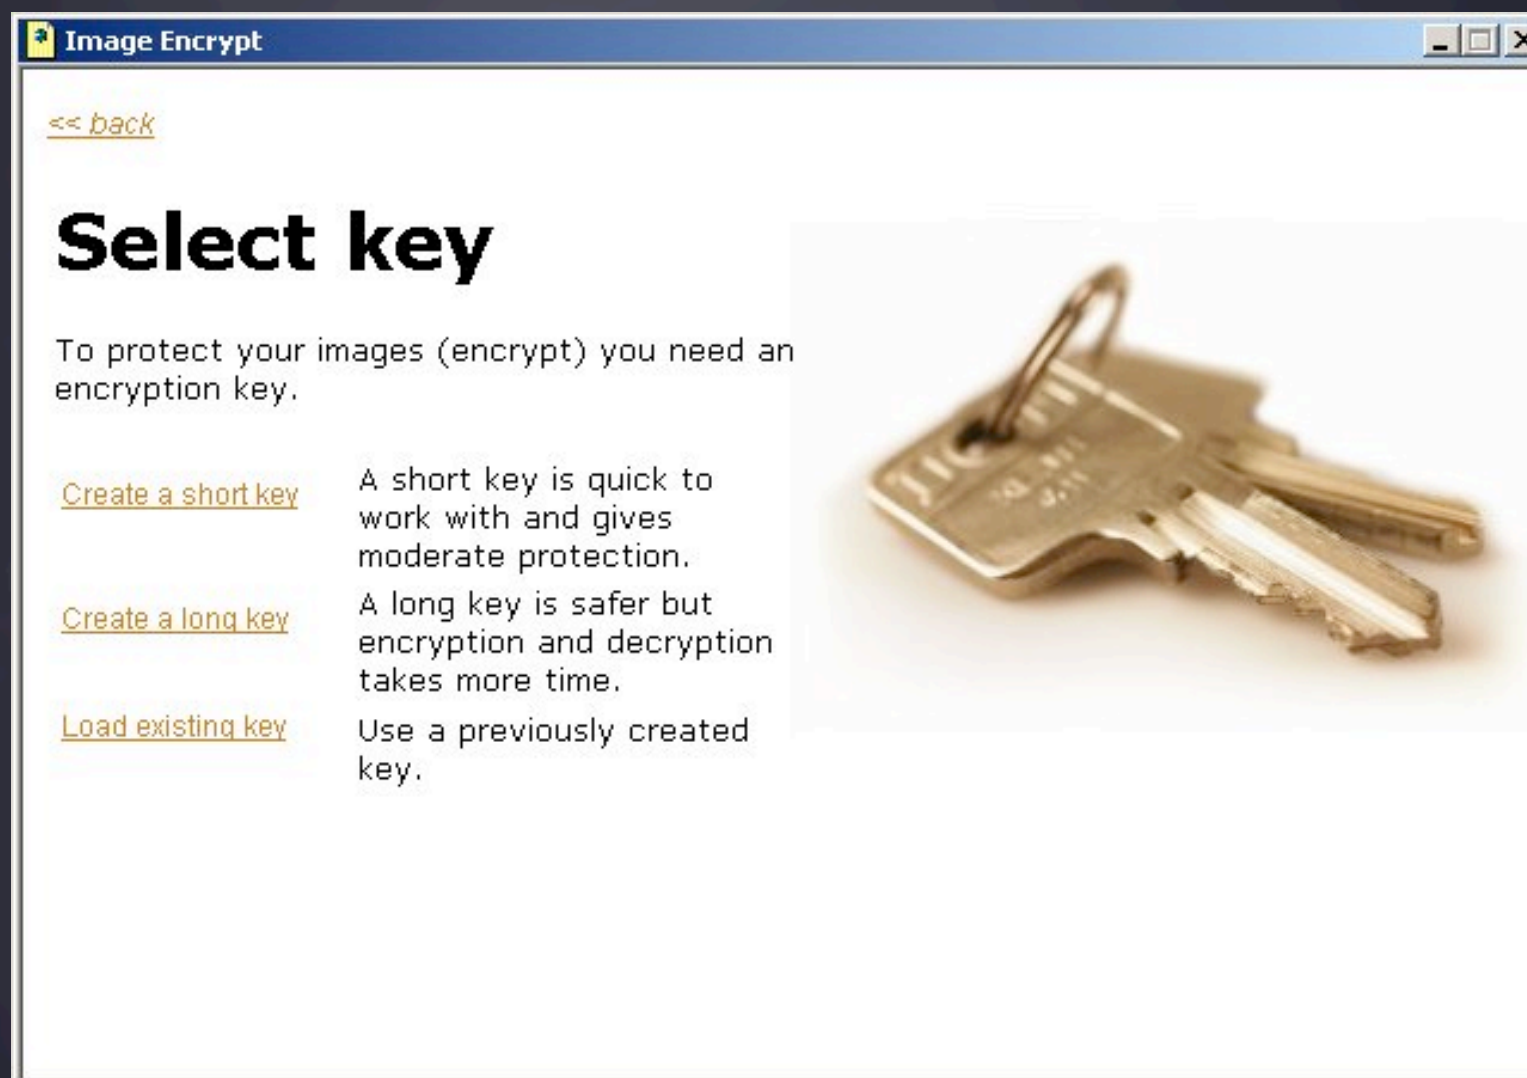 Image Encrypt
<< back
Select key
To protect your images (encrypt) you need an
encryption key.
Create a short key
A short key is quick to
work with and gives
moderate protection.
Create a long key
A long key is safer but
encryption and decryption
takes more time.
Load existing key
Use a previously created
key.